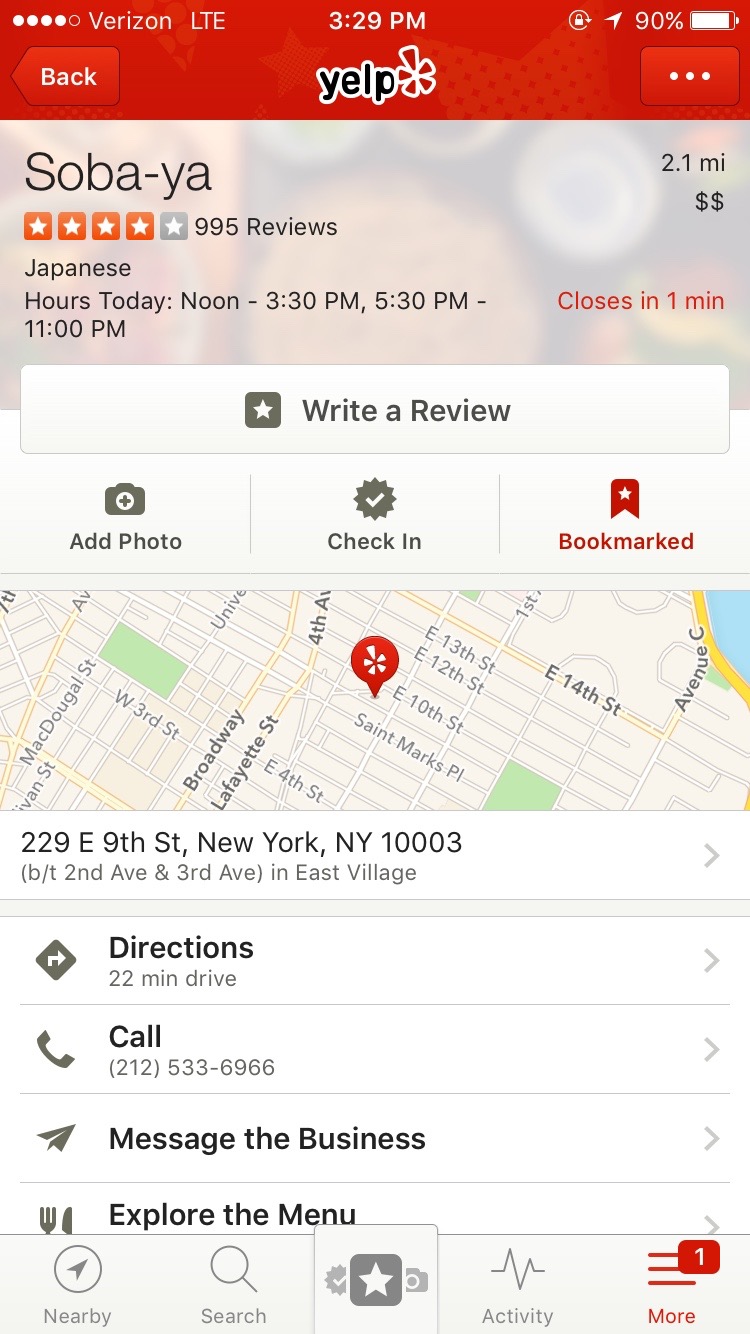 Verizon LTE 3:29 PM 90%
Back yelp
Soba-ya 2.1 mi
$$
995 Reviews
Japanese
Hours Today: Noon - 3:30 PM, 5:30 PM - Closes in 1 min
11:00 PM
Write a Review
Add Photo Check In Bookmarked
MacDougal St
W 3rd St
Broadway
Lafayette St
E 4th St
4th Av
E 13th St
E 12th St
E 10th St
Saint Marks Pl
1st
E 14th St
Avenue C
229 E 9th St, New York, NY 10003
(b/t 2nd Ave & 3rd Ave) in East Village
Directions
22 min drive
Call
(212) 533-6966
Message the Business
Explore the Menu
1
Nearby Search Activity More